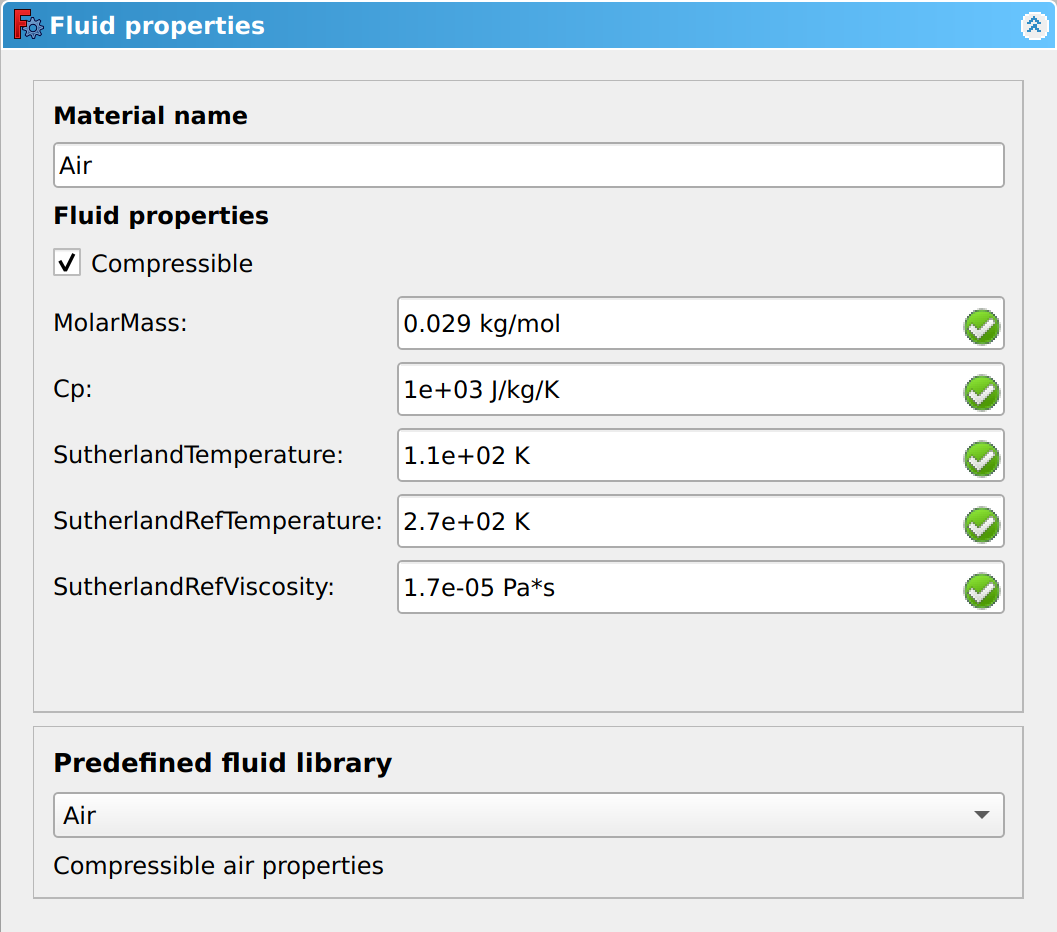 Fluid properties
Material name
Air
Fluid properties
Compressible
MolarMass: 0.029 kg/mol
Cp: 1e+03 J/kg/K
SutherlandTemperature: 1.1e+02 K
SutherlandRefTemperature: 2.7e+02 K
SutherlandRefViscosity: 1.7e-05 Pa*s
Predefined fluid library
Air
Compressible air properties